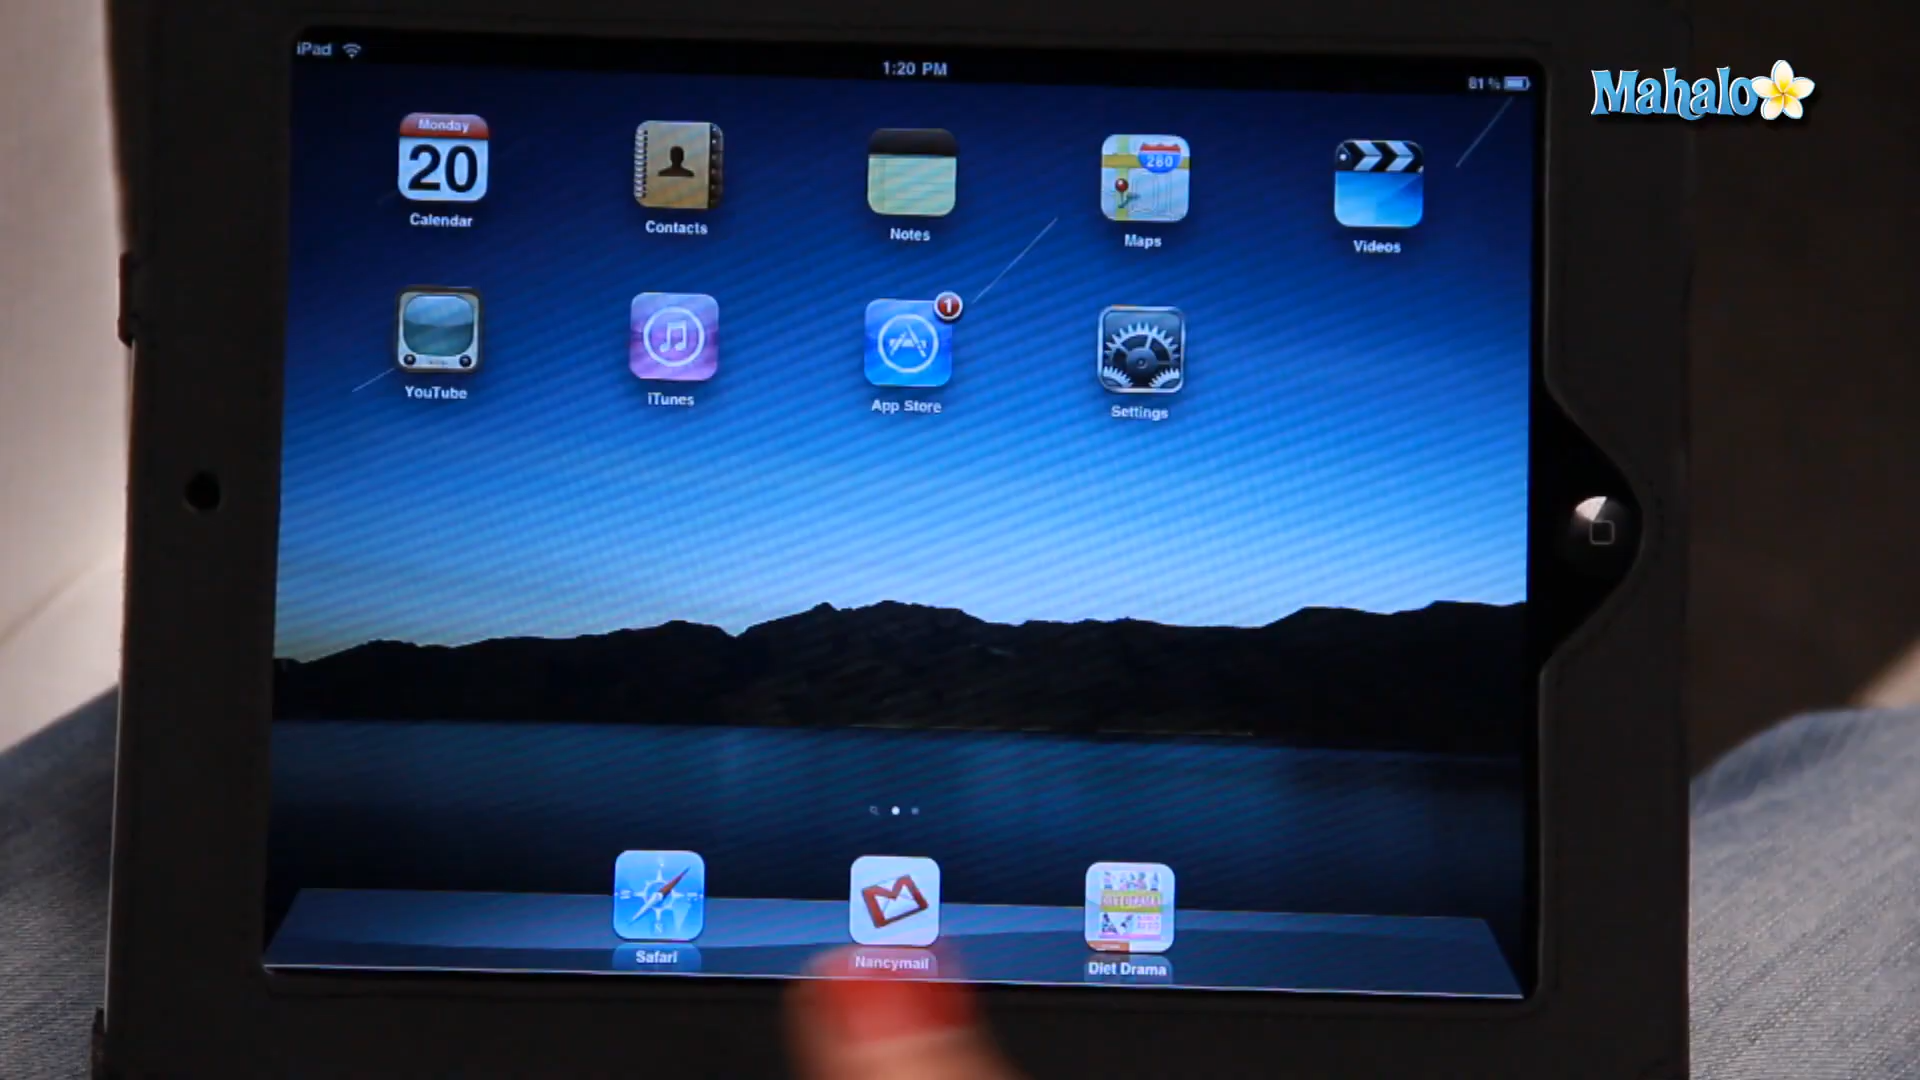 iPad
1:20 PM
81 %
Mahalo
Monday
20
280
Calendar
Contacts
Notes
Maps
Videos
1
YouTube
iTunes
App Store
Settings
Safari
Nancymail
Diet Drama